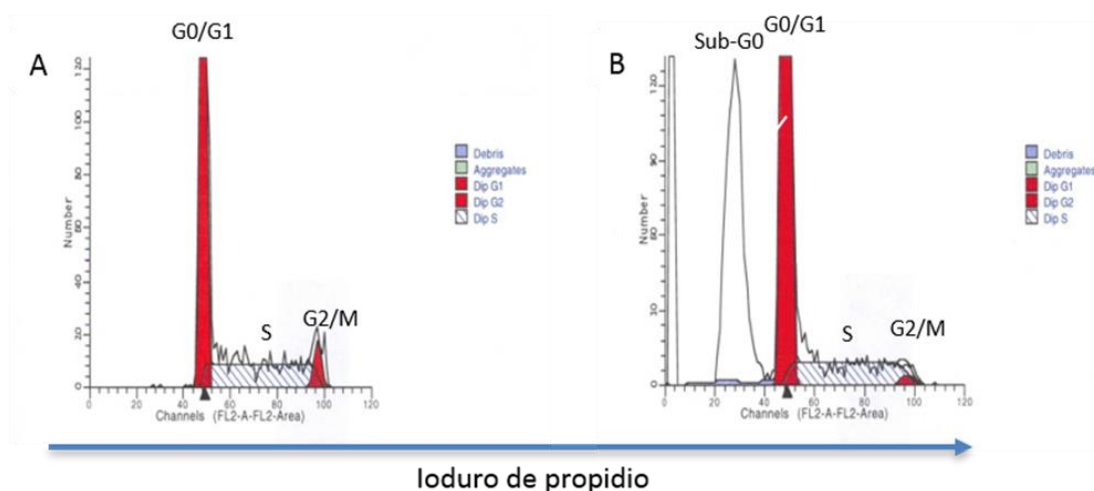 A
G0/G1
Number
120
100
80
60
40
20
0
S
G2/M
Debris
Aggregates
Dip G1
Dip G2
Dip S
0 20 40 60 80 100 120
Channels (FL2-A-FL2-Area)
B
Sub-G0
G0/G1
Number
120
90
30
0
S
G2/M
Debris
Aggregates
Dip G1
Dip G2
Dip S
0 20 40 60 80 100 120
Channels (FL2-A-FL2-Area)
Ioduro de propidio